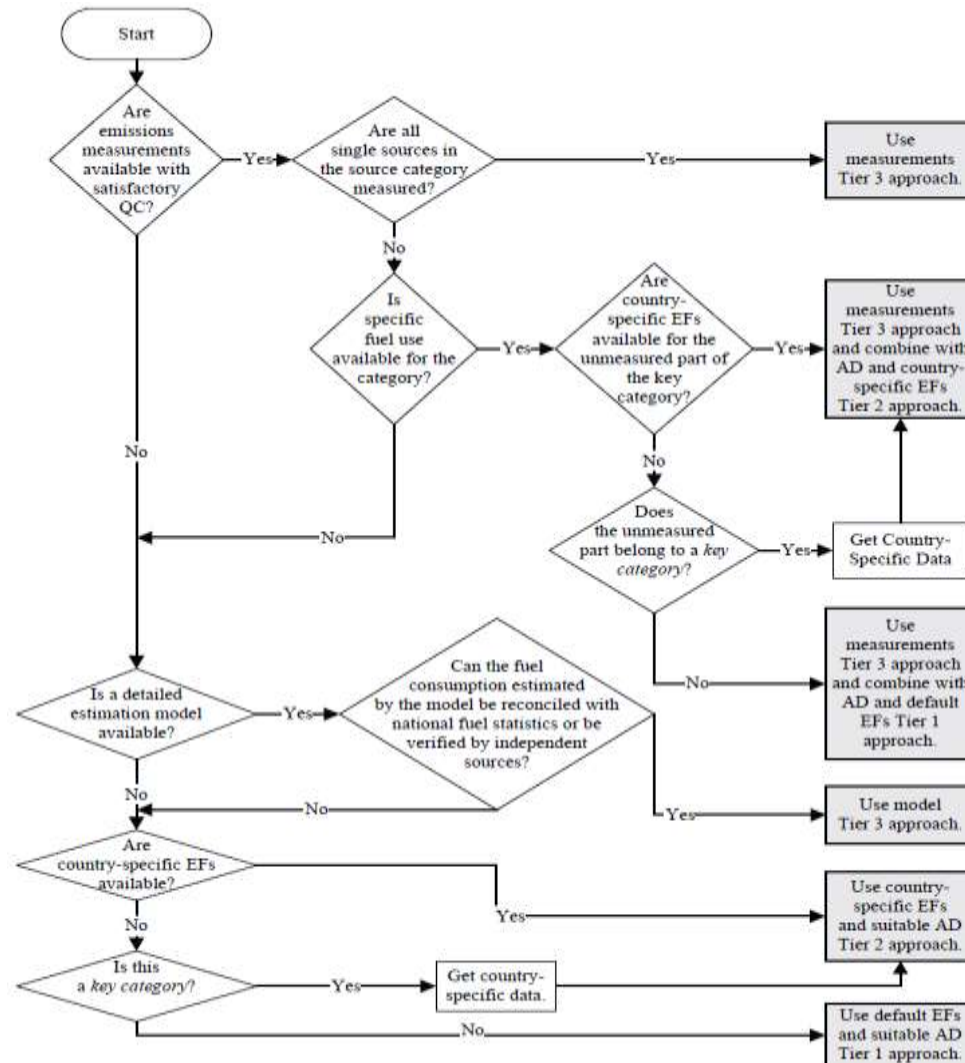 Start
Are
emissions
measurements
available with
satisfactory
QC?
Yes
Are all
single sources in
the source category
measured?
Yes
Use
measurements
Tier 3 approach.
No
No
Is
specific
fuel use
available for the
category?
Yes
Are
country-
specific EFs
available for the
unmeasured part of
the key
category?
Yes
Use
measurements
Tier 3 approach
and combine with
AD and country-
specific EFs
Tier 2 approach.
No
No
Does
the unmeasured
part belong to a key
category?
Yes
Get Country-
Specific Data
No
Use
measurements
Tier 3 approach
and combine with
AD and default
EFs Tier 1
approach.
Is a detailed
estimation model
available?
Yes
Can the fuel
consumption estimated
by the model be reconciled with
national fuel statistics or be
verified by independent
sources?
No
No
Yes
Use model
Tier 3 approach.
Are
country-specific EFs
available?
Yes
Use country-
specific EFs
and suitable AD
Tier 2 approach.
No
Is this
a key category?
Yes
Get country-
specific data.
No
Use default EFs
and suitable AD
Tier 1 approach